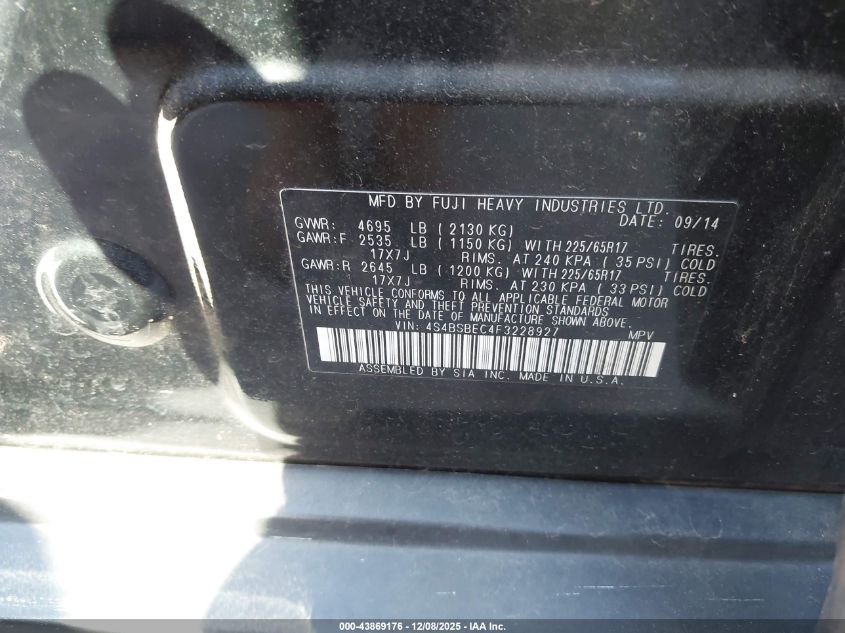 MFD BY FUJI HEAVY INDUSTRIES LTD.
GVWR: 4695 LB (2130 KG) DATE: 09/14
GAWR:F 2535 LB (1150 KG) WITH 225/65R17 TIRES.
17X7J RIMS. AT 240 KPA (35 PSI) COLD
GAWR:R 2645 LB (1200 KG) WITH 225/65R17 TIRES.
17X7J RIMS. AT 230 KPA (33 PSI) COLD
THIS VEHICLE CONFORMS TO ALL APPLICABLE FEDERAL MOTOR
VEHICLE SAFETY AND THEFT PREVENTION STANDARDS
IN EFFECT ON THE DATE OF MANUFACTURE SHOWN ABOVE.
VIN: 4S4BSBEC4F3228927 MPV
ASSEMBLED BY SIA INC. MADE IN U.S.A.
000-43869176 - 12/08/2025 - IAA Inc.